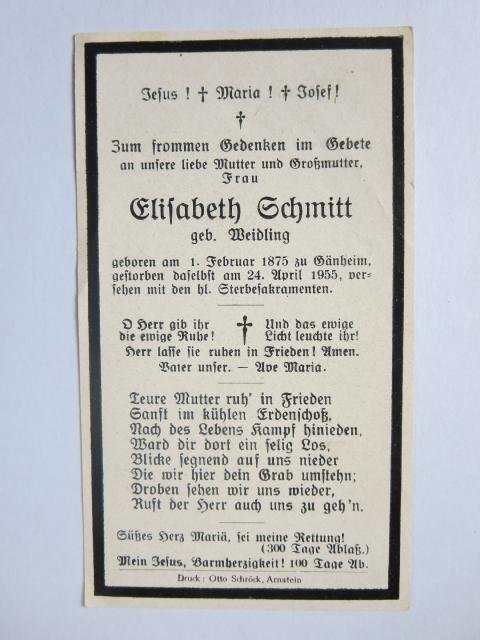 Jesus ! ✝ Maria ! ✝ Josef !
✝
Zum frommen Gedenken im Gebete
an unsere liebe Mutter und Großmutter,
Frau
Elisabeth Schmitt
geb. Weidling
geboren am 1. Februar 1875 zu Gänheim,
gestorben daselbst am 24. April 1955, ver-
sehen mit den hl. Sterbesakramenten.
O Herr gib ihr
die ewige Ruhe!
✝
Und das ewige
Licht leuchte ihr!
Herr lasse sie ruhen in Frieden! Amen.
Vater unser. — Ave Maria.
Teure Mutter ruh' in Frieden
Sanft im kühlen Erdenschoß,
Nach des Lebens Kampf hinieden,
Ward dir dort ein selig Los,
Blicke segnend auf uns nieder
Die wir hier dein Grab umstehn;
Droben sehen wir uns wieder,
Ruft der Herr auch uns zu geh'n.
Süßes Herz Mariä, sei meine Rettung!
(300 Tage Ablaß.)
Mein Jesus, Barmherzigkeit! 100 Tage Ab.
Druck : Otto Schröck, Arnstein